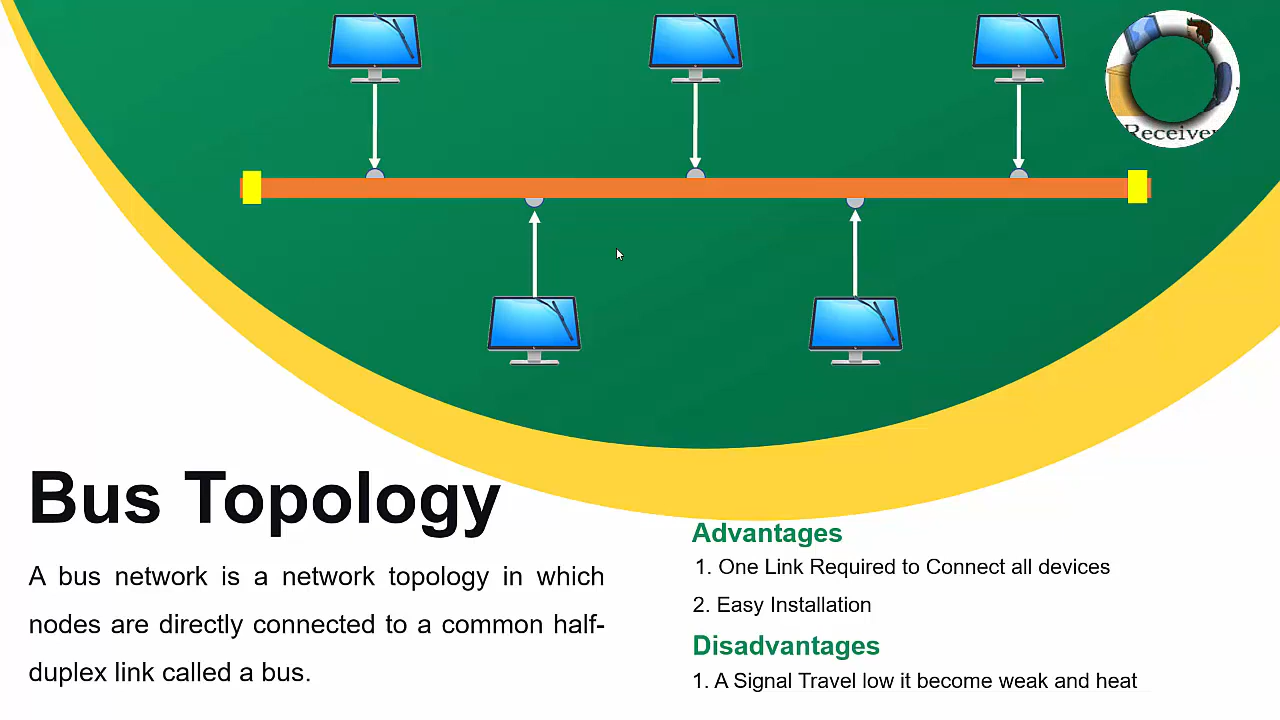 Receiver
Bus Topology
A bus network is a network topology in which
nodes are directly connected to a common half-
duplex link called a bus.
Advantages
1. One Link Required to Connect all devices
2. Easy Installation
Disadvantages
1. A Signal Travel low it become weak and heat